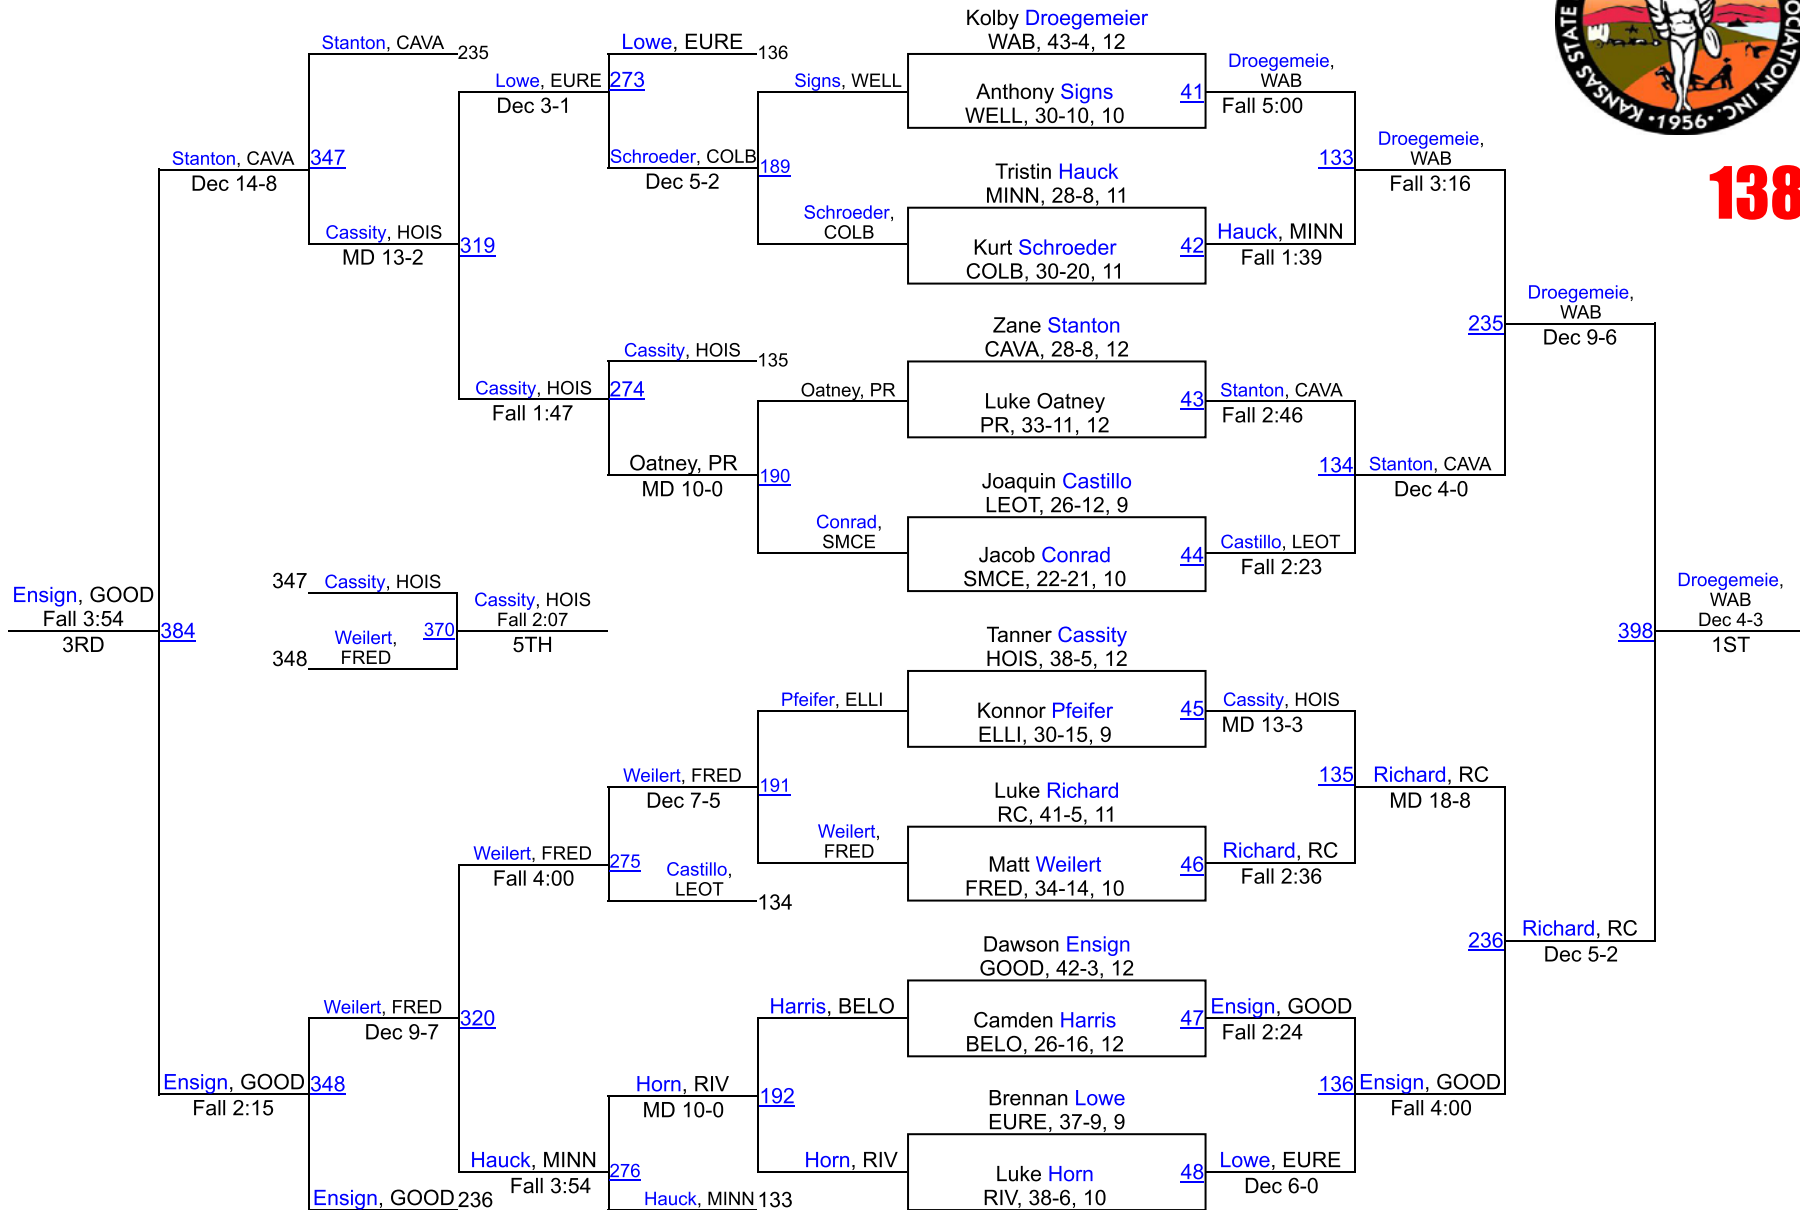 Stanton, CAVA
235
Lowe, EURE
Dec 3-1
Lowe, EURE
136
273
Schroeder, COLB
Dec 5-2
Signs, WELL
189
Schroeder,
COLB
Kolby Droegemeier
WAB, 43-4, 12
Anthony Signs
WELL, 30-10, 10
41
Droegemeie,
WAB
Fall 5:00
Tristin Hauck
MINN, 28-8, 11
Kurt Schroeder
COLB, 30-20, 11
42
Hauck, MINN
Fall 1:39
133
Droegemeie,
WAB
Fall 3:16
KANSAS STATE
OCIATION, INC.
•1956•
138
Stanton, CAVA
Dec 14-8
347
Cassity, HOIS
MD 13-2
319
Cassity, HOIS
Fall 1:47
Cassity, HOIS
135
274
Oatney, PR
MD 10-0
Oatney, PR
190
Conrad,
SMCE
Zane Stanton
CAVA, 28-8, 12
Luke Oatney
PR, 33-11, 12
43
Stanton, CAVA
Fall 2:46
Joaquin Castillo
LEOT, 26-12, 9
Jacob Conrad
SMCE, 22-21, 10
44
Castillo, LEOT
Fall 2:23
134
Stanton, CAVA
Dec 4-0
235
Droegemeie,
WAB
Dec 9-6
Ensign, GOOD
Fall 3:54
3RD
384
347
Cassity, HOIS
348
Weilert,
FRED
370
Cassity, HOIS
Fall 2:07
5TH
398
Droegemeie,
WAB
Dec 4-3
1ST
Pfeifer, ELLI
Weilert, FRED
Dec 7-5
191
Weilert,
FRED
Weilert, FRED
Fall 4:00
275
Castillo,
LEOT
134
Tanner Cassity
HOIS, 38-5, 12
Konnor Pfeifer
ELLI, 30-15, 9
45
Cassity, HOIS
MD 13-3
Luke Richard
RC, 41-5, 11
Matt Weilert
FRED, 34-14, 10
46
Richard, RC
Fall 2:36
135
Richard, RC
MD 18-8
236
Richard, RC
Dec 5-2
Weilert, FRED
Dec 9-7
320
Ensign, GOOD
Fall 2:15
348
Ensign, GOOD
236
Hauck, MINN
Fall 3:54
276
Horn, RIV
MD 10-0
Hauck, MINN
133
Harris, BELO
192
Horn, RIV
Dawson Ensign
GOOD, 42-3, 12
Camden Harris
BELO, 26-16, 12
47
Ensign, GOOD
Fall 2:24
Brennan Lowe
EURE, 37-9, 9
Luke Horn
RIV, 38-6, 10
48
Lowe, EURE
Dec 6-0
136
Ensign, GOOD
Fall 4:00